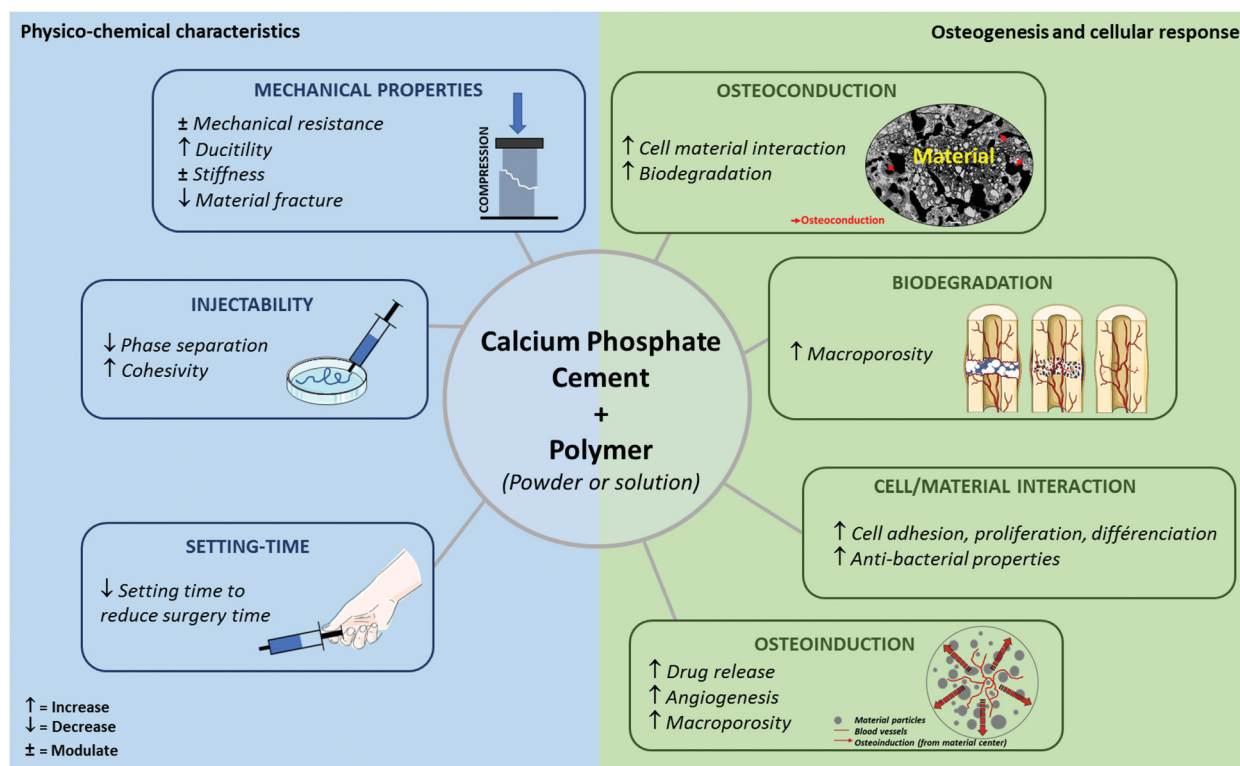 Physico-chemical characteristics
Osteogenesis and cellular response
MECHANICAL PROPERTIES
± Mechanical resistance
↑ Ducitility
± Stiffness
↓ Material fracture
COMPRESSION
OSTEOCONDUCTION
↑ Cell material interaction
↑ Biodegradation
Material
→Osteoconduction
INJECTABILITY
↓ Phase separation
↑ Cohesivity
BIODEGRADATION
↑ Macroporosity
Calcium Phosphate
Cement
+
Polymer
(Powder or solution)
CELL/MATERIAL INTERACTION
↑ Cell adhesion, proliferation, différenciation
↑ Anti-bacterial properties
SETTING-TIME
↓ Setting time to
reduce surgery time
OSTEOINDUCTION
↑ Drug release
↑ Angiogenesis
↑ Macroporosity
Material particles
Blood vessels
Osteoinduction (from material center)
↑ = Increase
↓ = Decrease
± = Modulate